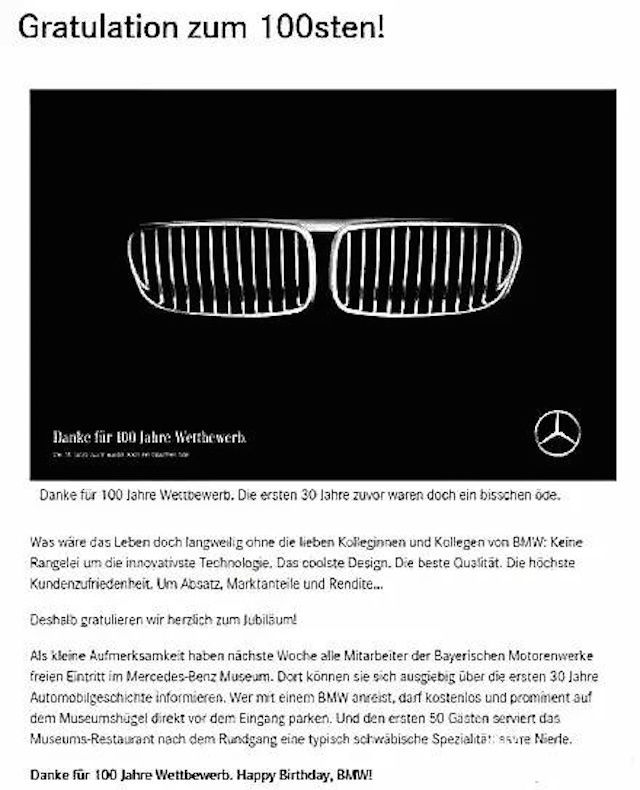 Gratulation zum 100sten!
Danke für 100 Jahre Wettbewerb.
Danke für 100 Jahre Wettbewerb. Die ersten 30 Jahre zuvor waren doch ein bisschen öde.
Was wäre das Leben doch langweilig ohne die lieben Kolleginnen und Kollegen von BMW: Keine
Rangelei um die innovativste Technologie. Das coolste Design. Die beste Qualität. Die höchste
Kundenzufriedenheit. Um Absatz, Marktanteile und Rendite...
Deshalb gratulieren wir herzlich zum Jubiläum!
Als kleine Aufmerksamkeit haben nächste Woche alle Mitarbeiter der Bayerischen Motorenwerke
freien Eintritt im Mercedes-Benz Museum. Dort können sie sich ausgiebig über die ersten 30 Jahre
Automobilgeschichte informieren. Wer mit einem BMW anreist, darf kostenlos und prominent auf
dem Museumshügel direkt vor dem Eingang parken. Und den ersten 50 Gästen serviert das
Museums-Restaurant nach dem Rundgang eine typisch schwäbische Spezialität:
Danke für 100 Jahre Wettbewerb. Happy Birthday, BMW!